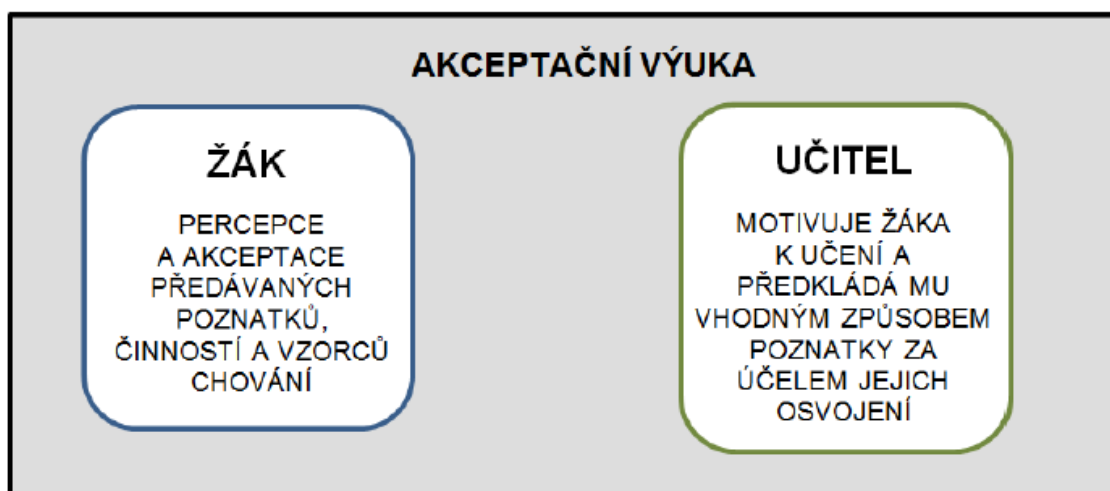 AKCEPTAČNÍ VÝUKA
ŽÁK
PERCEPCE
A AKCEPTACE
PŘEDÁVANÝCH
POZNATKŮ,
ČINNOSTÍ A VZORCŮ
CHOVÁNÍ
UČITEL
MOTIVUJE ŽÁKA
K UČENÍ A
PŘEDKLÁDÁ MU
VHODNÝM ZPŮSOBEM
POZNATKY ZA
ÚČELEM JEJICH
OSVOJENÍ